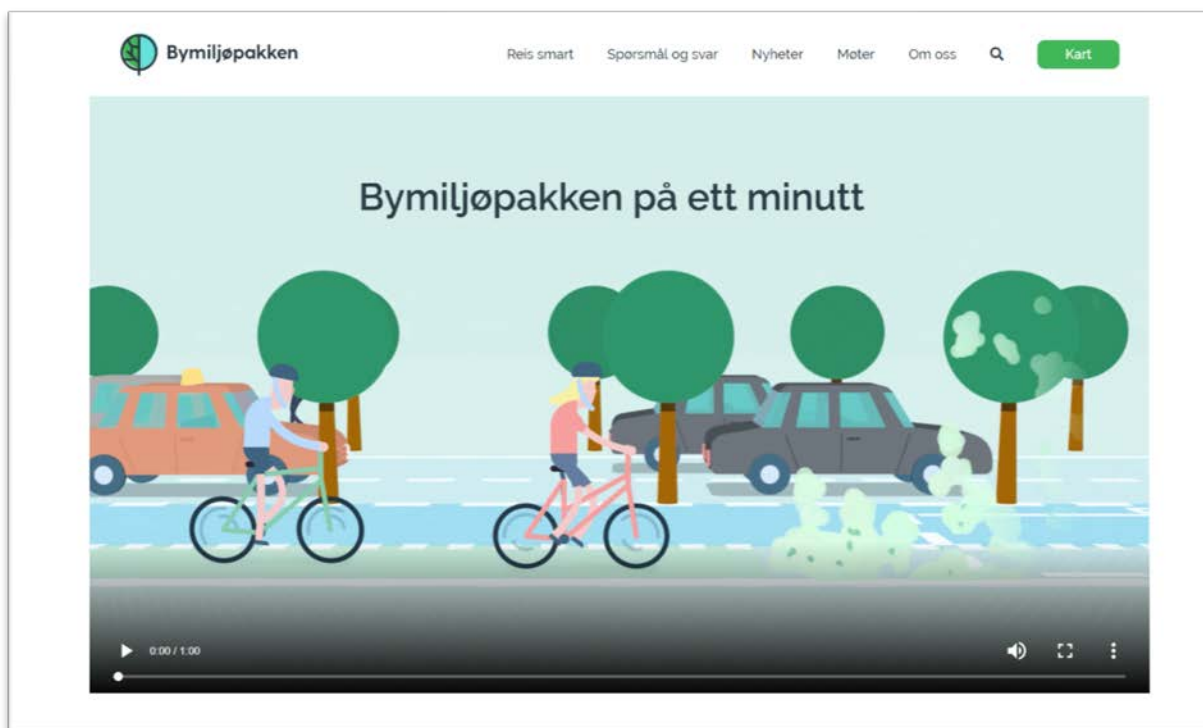 Bymiljøpakken
Reis smart Spørsmål og svar Nyheter Møter Om oss Kart
Bymiljøpakken på ett minutt
0:00 / 1:00